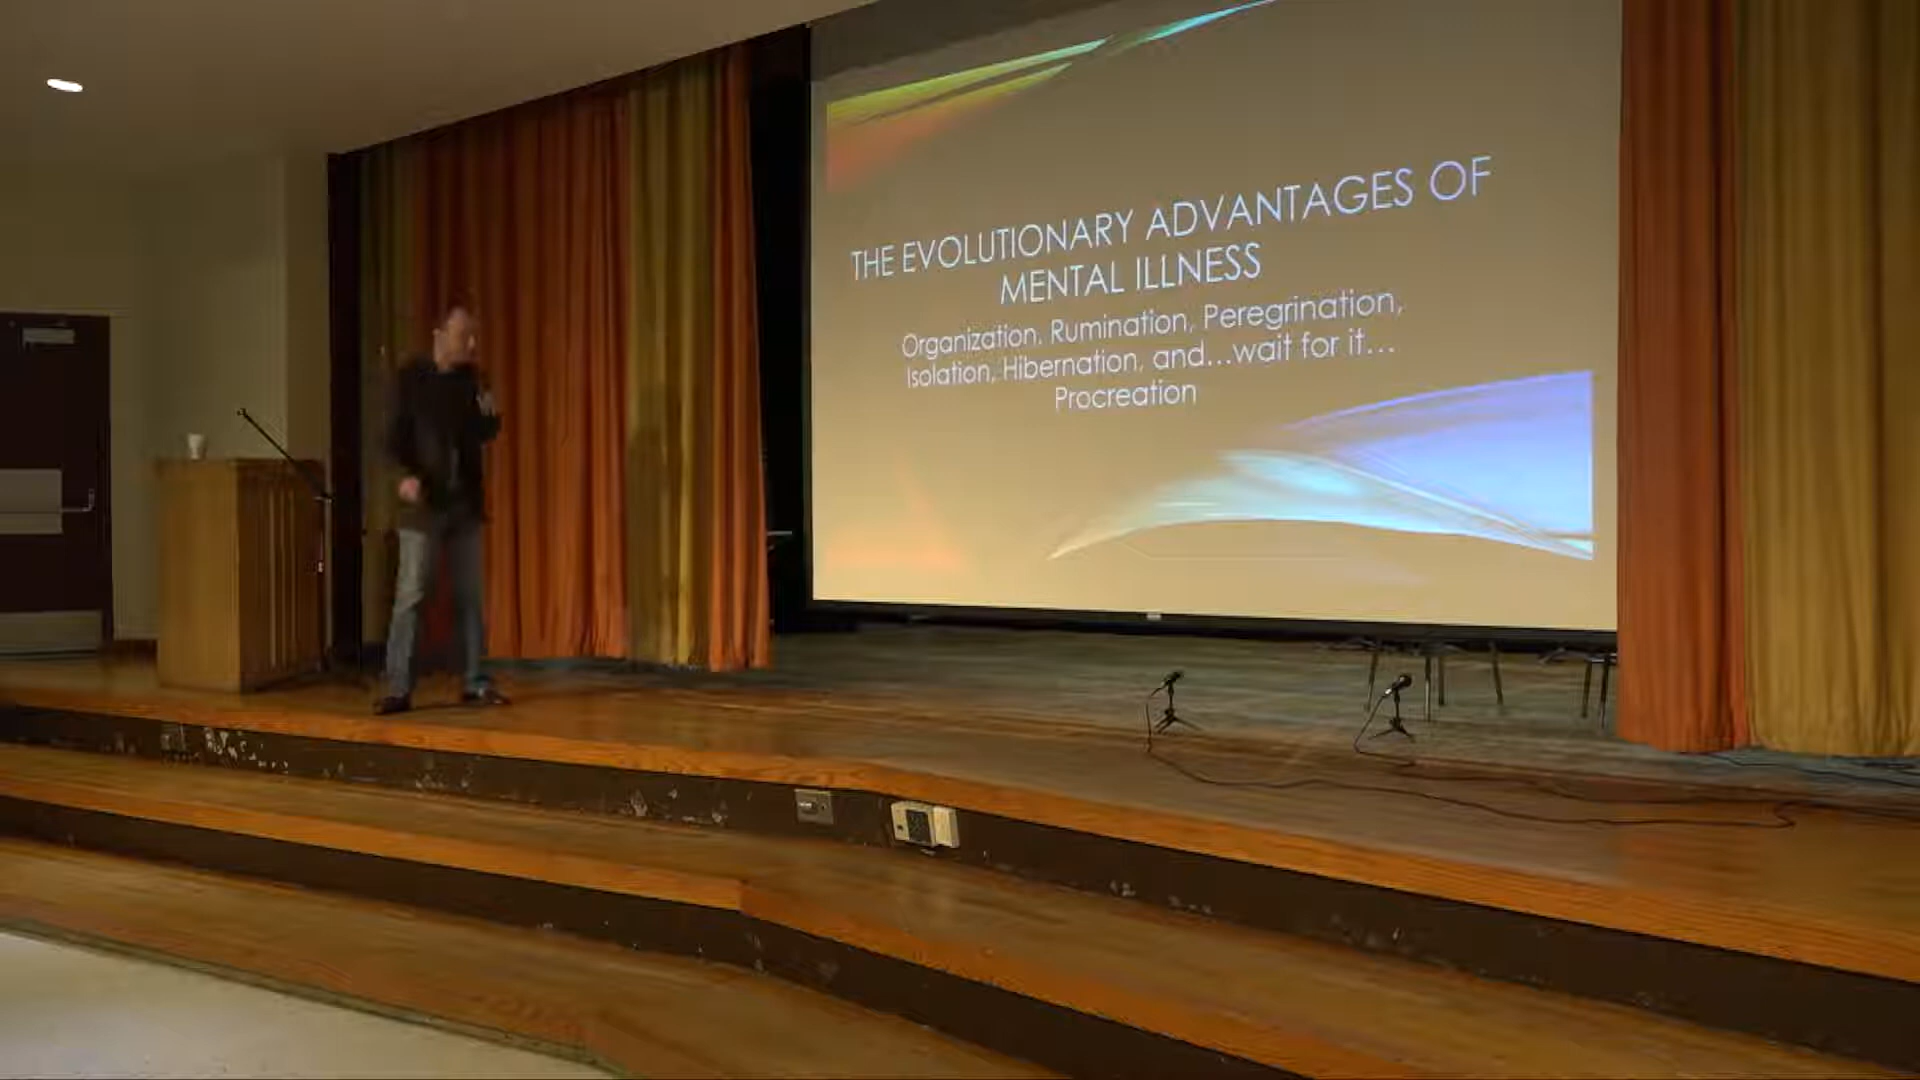 THE EVOLUTIONARY ADVANTAGES OF
MENTAL ILLNESS
Organization, Rumination, Peregrination,
Isolation, Hibernation, and...wait for it...
Procreation